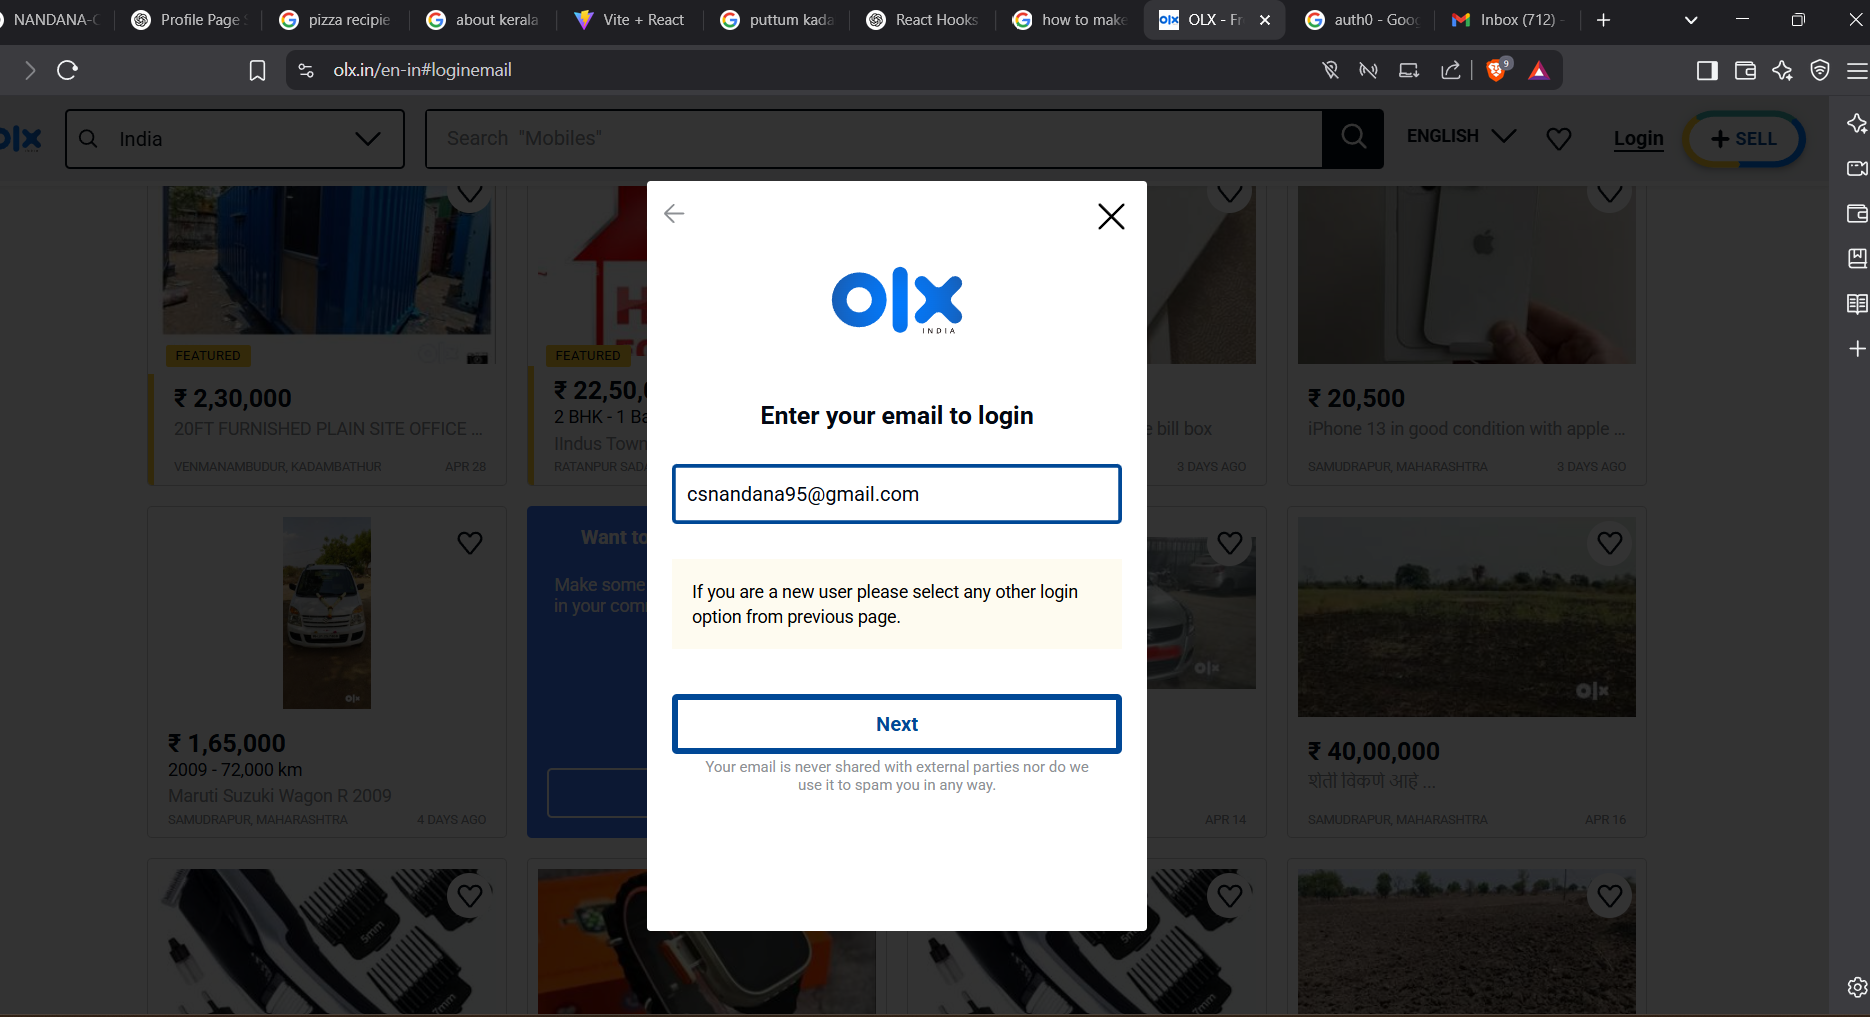 NANDANA-C
Profile Page
pizza recipie
about kerala
Vite + React
puttum kada
React Hooks
how to make
OLX - Fr
auth0 - Goog
Inbox (712) -
olx.in/en-in#loginemail
9
olx
India
Search "Mobiles"
ENGLISH
Login
+ SELL
FEATURED
₹ 2,30,000
20FT FURNISHED PLAIN SITE OFFICE ...
VENMANAMBUDUR, KADAMBATHUR
APR 28
FEATURED
₹ 22,50,
2 BHK - 1 Ba
IIndus Town
RATANPUR SADA
e bill box
3 DAYS AGO
₹ 20,500
iPhone 13 in good condition with apple ...
SAMUDRAPUR, MAHARASHTRA
3 DAYS AGO
olx
INDIA
Enter your email to login
csnandana95@gmail.com
If you are a new user please select any other login
option from previous page.
Next
Your email is never shared with external parties nor do we
use it to spam you in any way.
olx
₹ 1,65,000
2009 - 72,000 km
Maruti Suzuki Wagon R 2009
SAMUDRAPUR, MAHARASHTRA
4 DAYS AGO
Want to
Make some
in your com
olx
APR 14
olx
₹ 40,00,000
शेती विकणे आहे ...
SAMUDRAPUR, MAHARASHTRA
APR 16
5mm
5mm